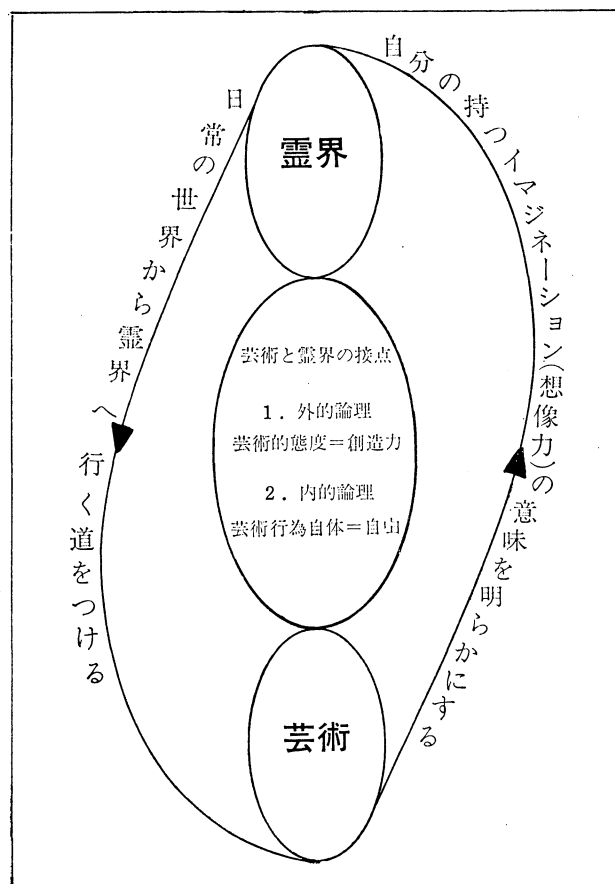 霊界
芸術と霊界の接点
1. 外的論理
芸術的態度＝創造力
2. 内的論理
芸術行為自体＝自由
芸術
日常の世界から霊界へ行く道をつける
自分の持つイマジネーション(想像力)の意味を明らかにする